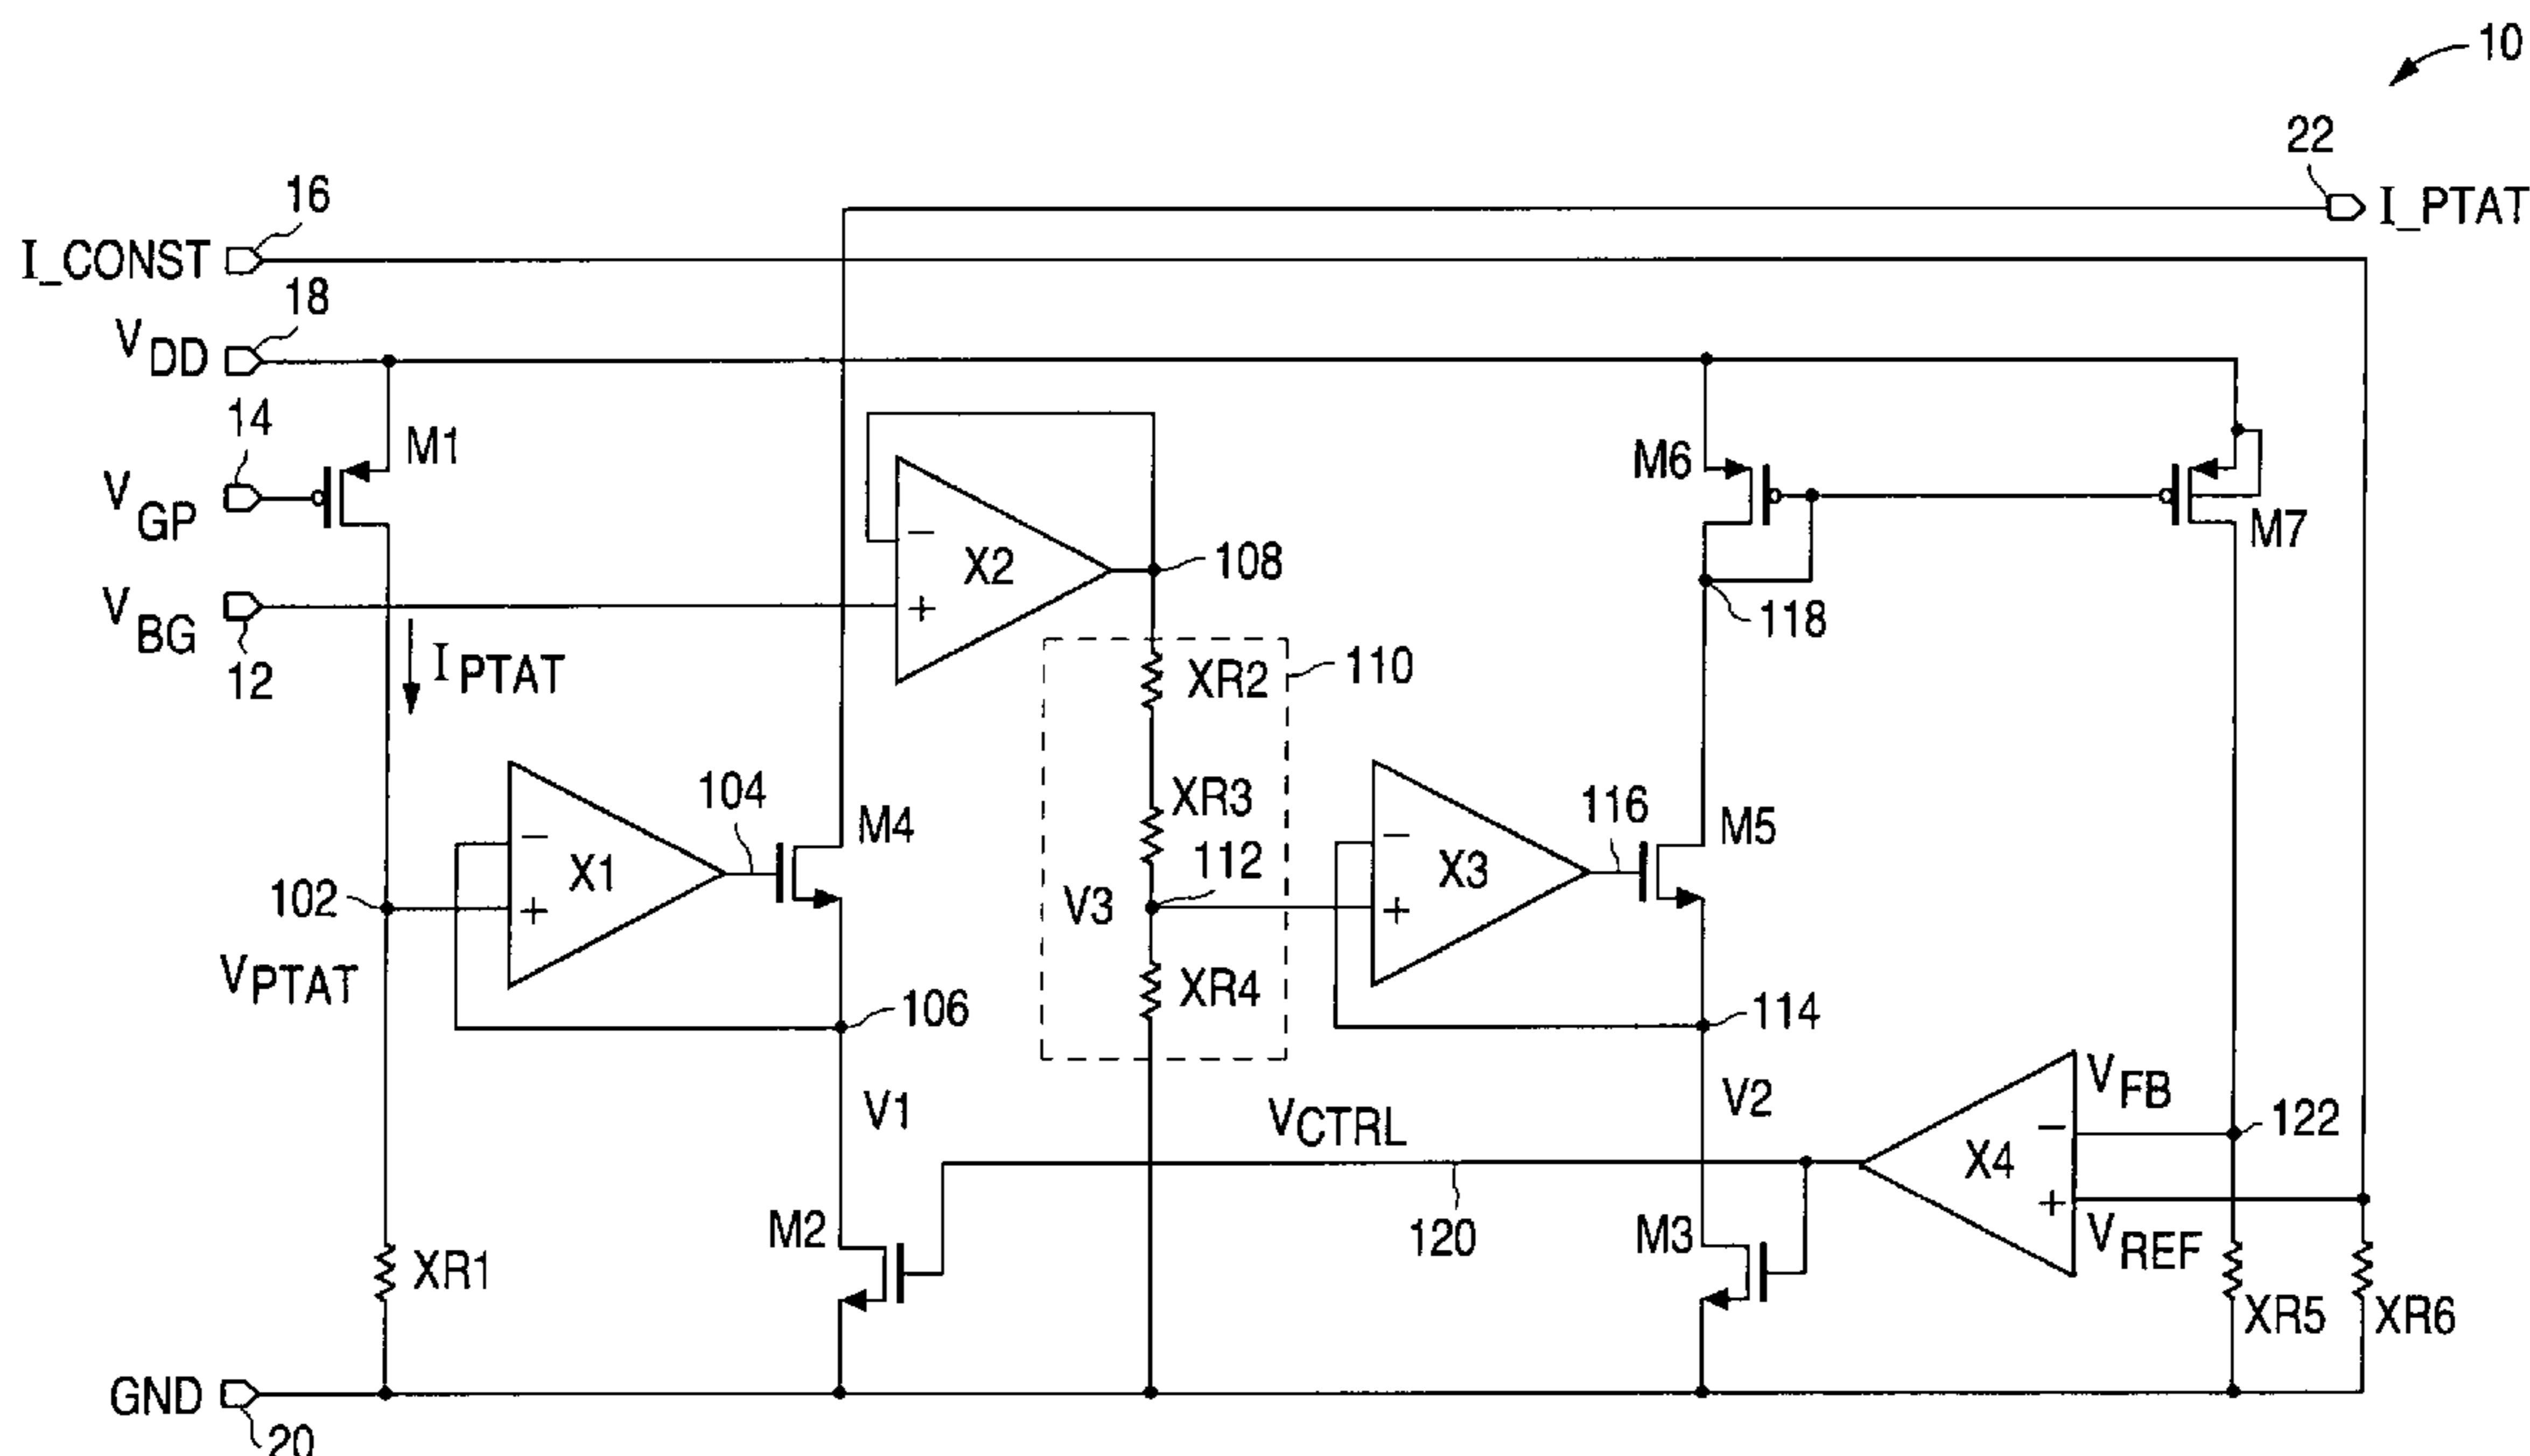 10
22
I_PTAT
16
I_CONST
18
VDD
14
VGP
M1
M6
M7
X2
108
118
VBG
12
IPTAT
XR2
110
XR3
104
M4
112
116
M5
X1
X3
102
V3
VPTAT
XR4
106
114
V1
V2
VCTRL
VFB
122
X4
M2
120
M3
VREF
XR1
XR5
XR6
GND
20
−
+
−
+
−
+
−
+